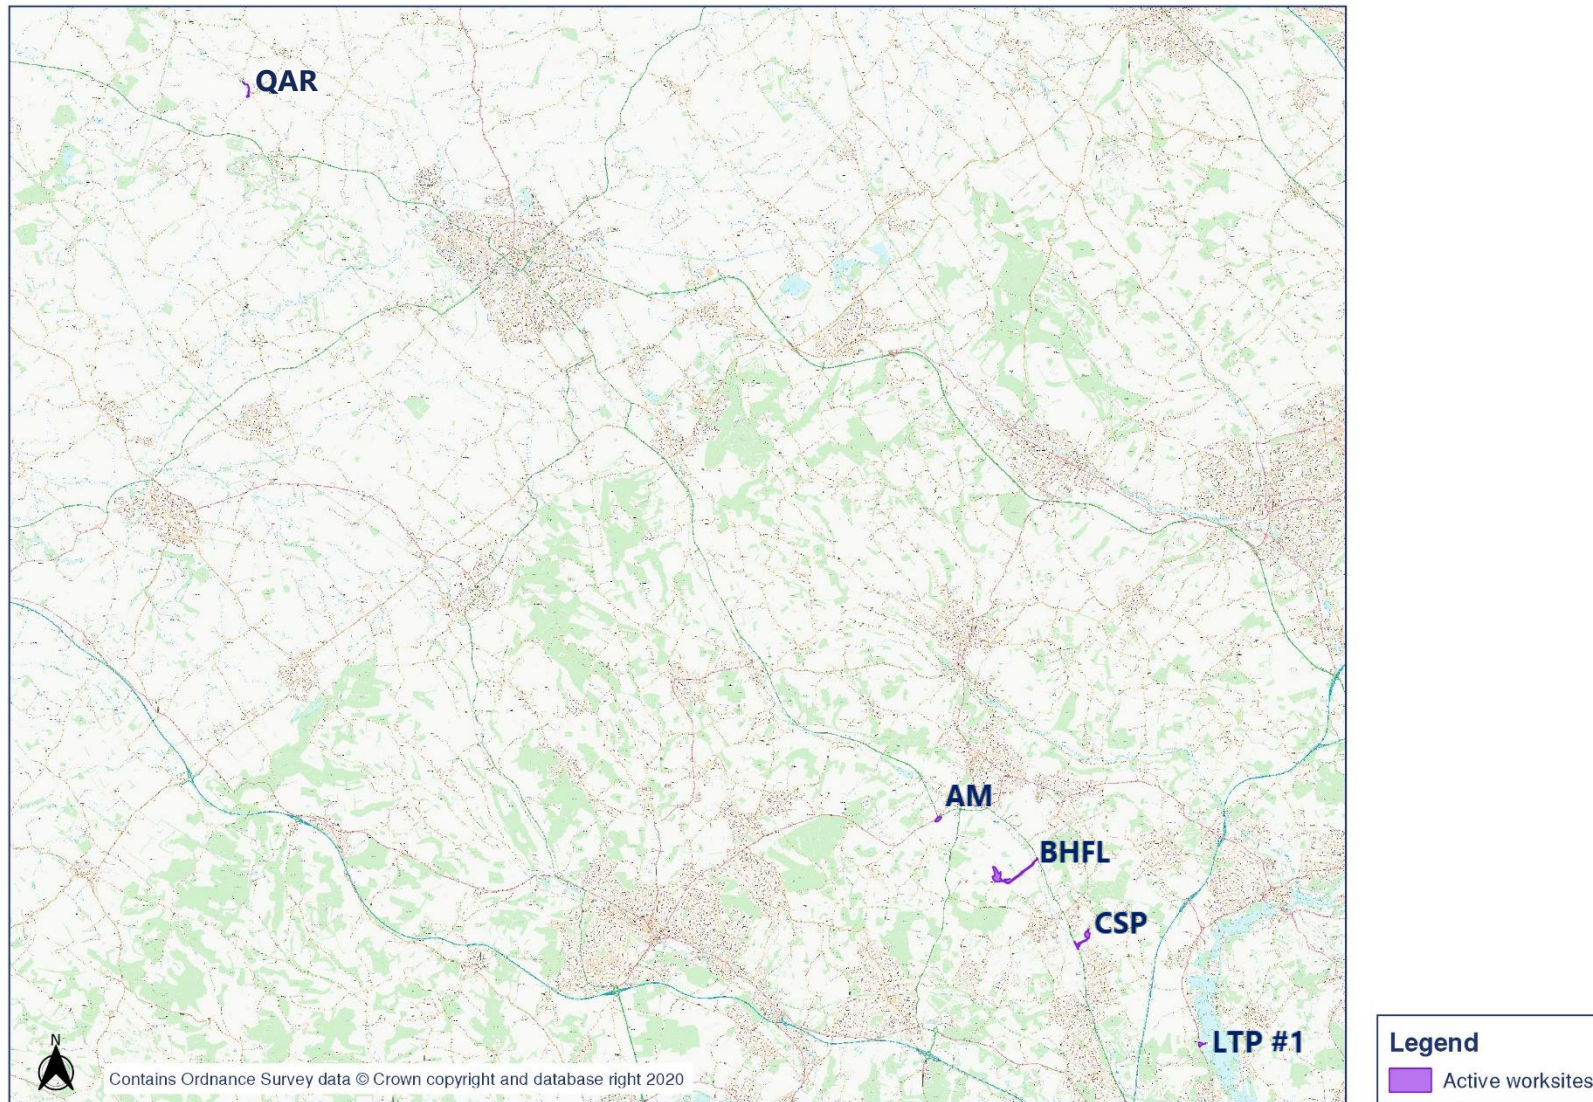 QAR
AM
BHFL
CSP
LTP #1
N
Contains Ordnance Survey data © Crown copyright and database right 2020
Legend
Active worksites